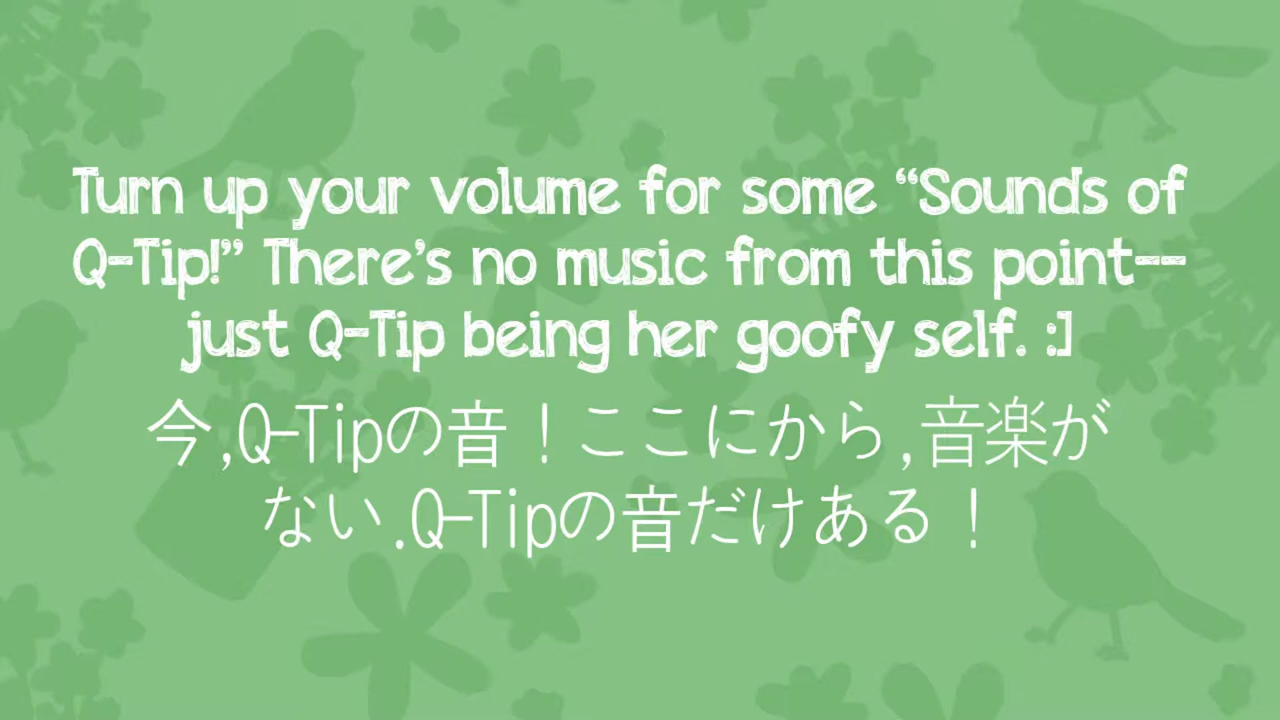 Turn up your volume for some “Sounds of
Q-Tip!” There’s no music from this point--
just Q-Tip being her goofy self. :]
今,Q-Tipの音！ここにから,音楽が
ない.Q-Tipの音だけある！